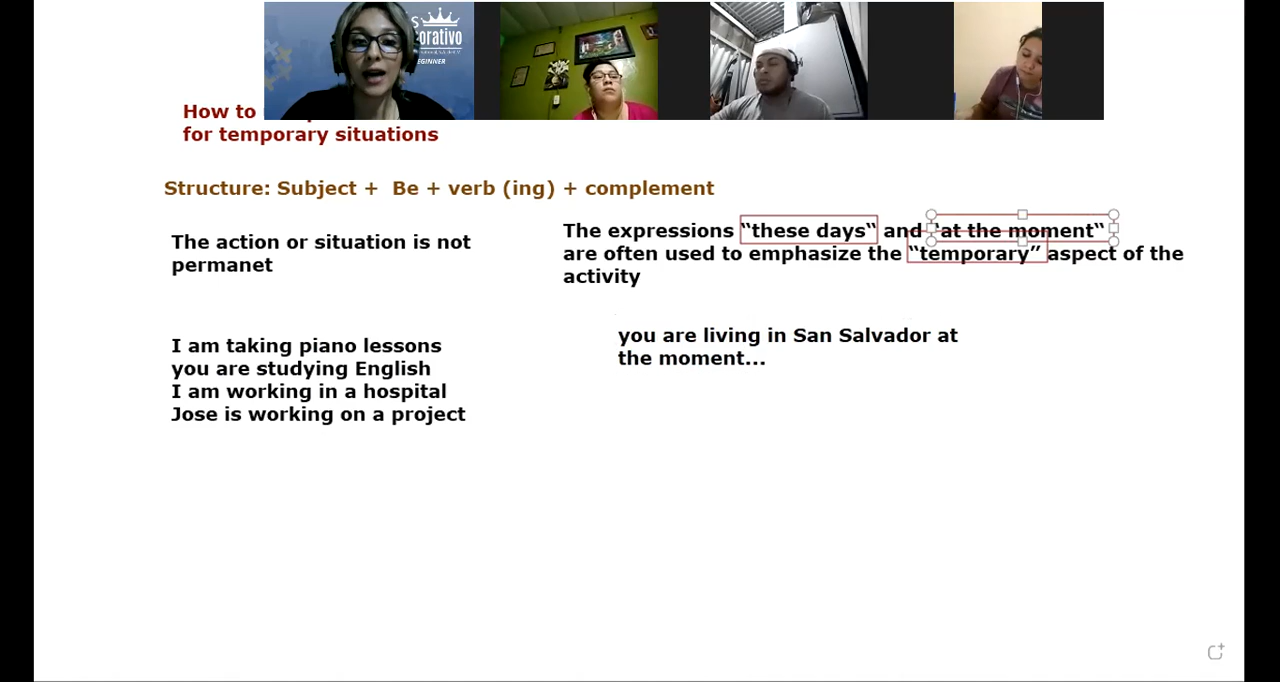 S
orativo
EGINNER
How to
for temporary situations
Structure: Subject + Be + verb (ing) + complement
The action or situation is not
permanet
The expressions “these days“ and “at the moment“
are often used to emphasize the “temporary” aspect of the
activity
I am taking piano lessons
you are studying English
I am working in a hospital
Jose is working on a project
you are living in San Salvador at
the moment...